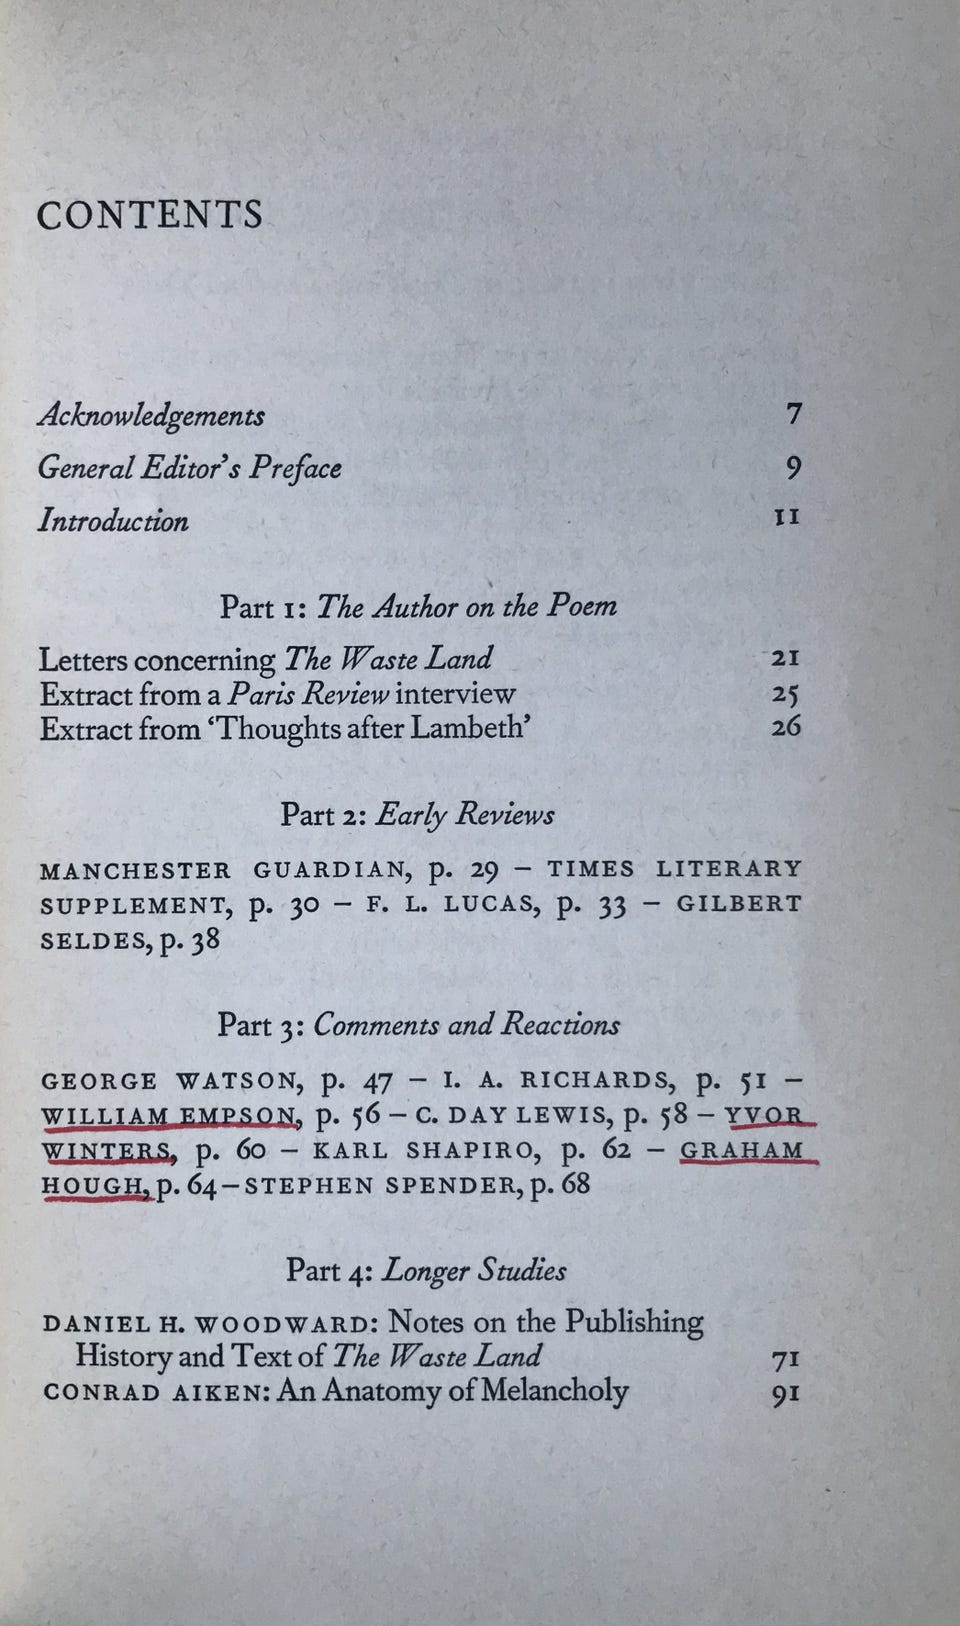 CONTENTS
Acknowledgements 7
General Editor's Preface 9
Introduction 11
Part 1: The Author on the Poem
Letters concerning The Waste Land 21
Extract from a Paris Review interview 25
Extract from ‘Thoughts after Lambeth’ 26
Part 2: Early Reviews
MANCHESTER GUARDIAN, p. 29 – TIMES LITERARY
SUPPLEMENT, p. 30 – F. L. LUCAS, p. 33 – GILBERT
SELDES, p. 38
Part 3: Comments and Reactions
GEORGE WATSON, p. 47 – I. A. RICHARDS, p. 51 –
WILLIAM EMPSON, p. 56 – C. DAY LEWIS, p. 58 – YVOR
WINTERS, p. 60 – KARL SHAPIRO, p. 62 – GRAHAM
HOUGH, p. 64 – STEPHEN SPENDER, p. 68
Part 4: Longer Studies
DANIEL H. WOODWARD: Notes on the Publishing
History and Text of The Waste Land 71
CONRAD AIKEN: An Anatomy of Melancholy 91